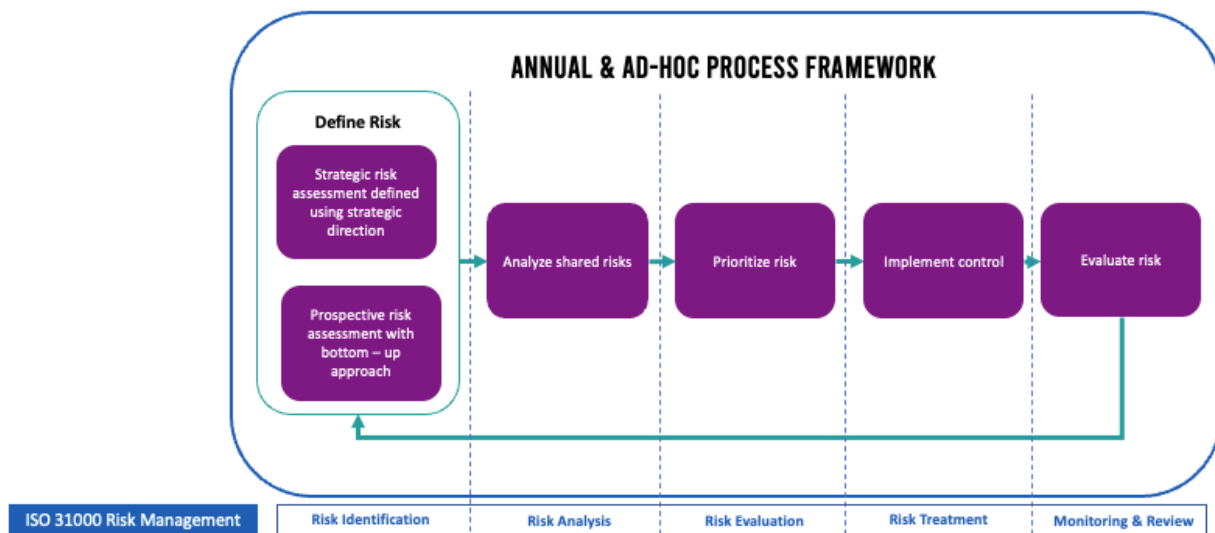 ANNUAL & AD-HOC PROCESS FRAMEWORK
Define Risk
Strategic risk
assessment defined
using strategic
direction
Prospective risk
assessment with
bottom – up
approach
Analyze shared risks
Prioritize risk
Implement control
Evaluate risk
ISO 31000 Risk Management
Risk Identification
Risk Analysis
Risk Evaluation
Risk Treatment
Monitoring & Review